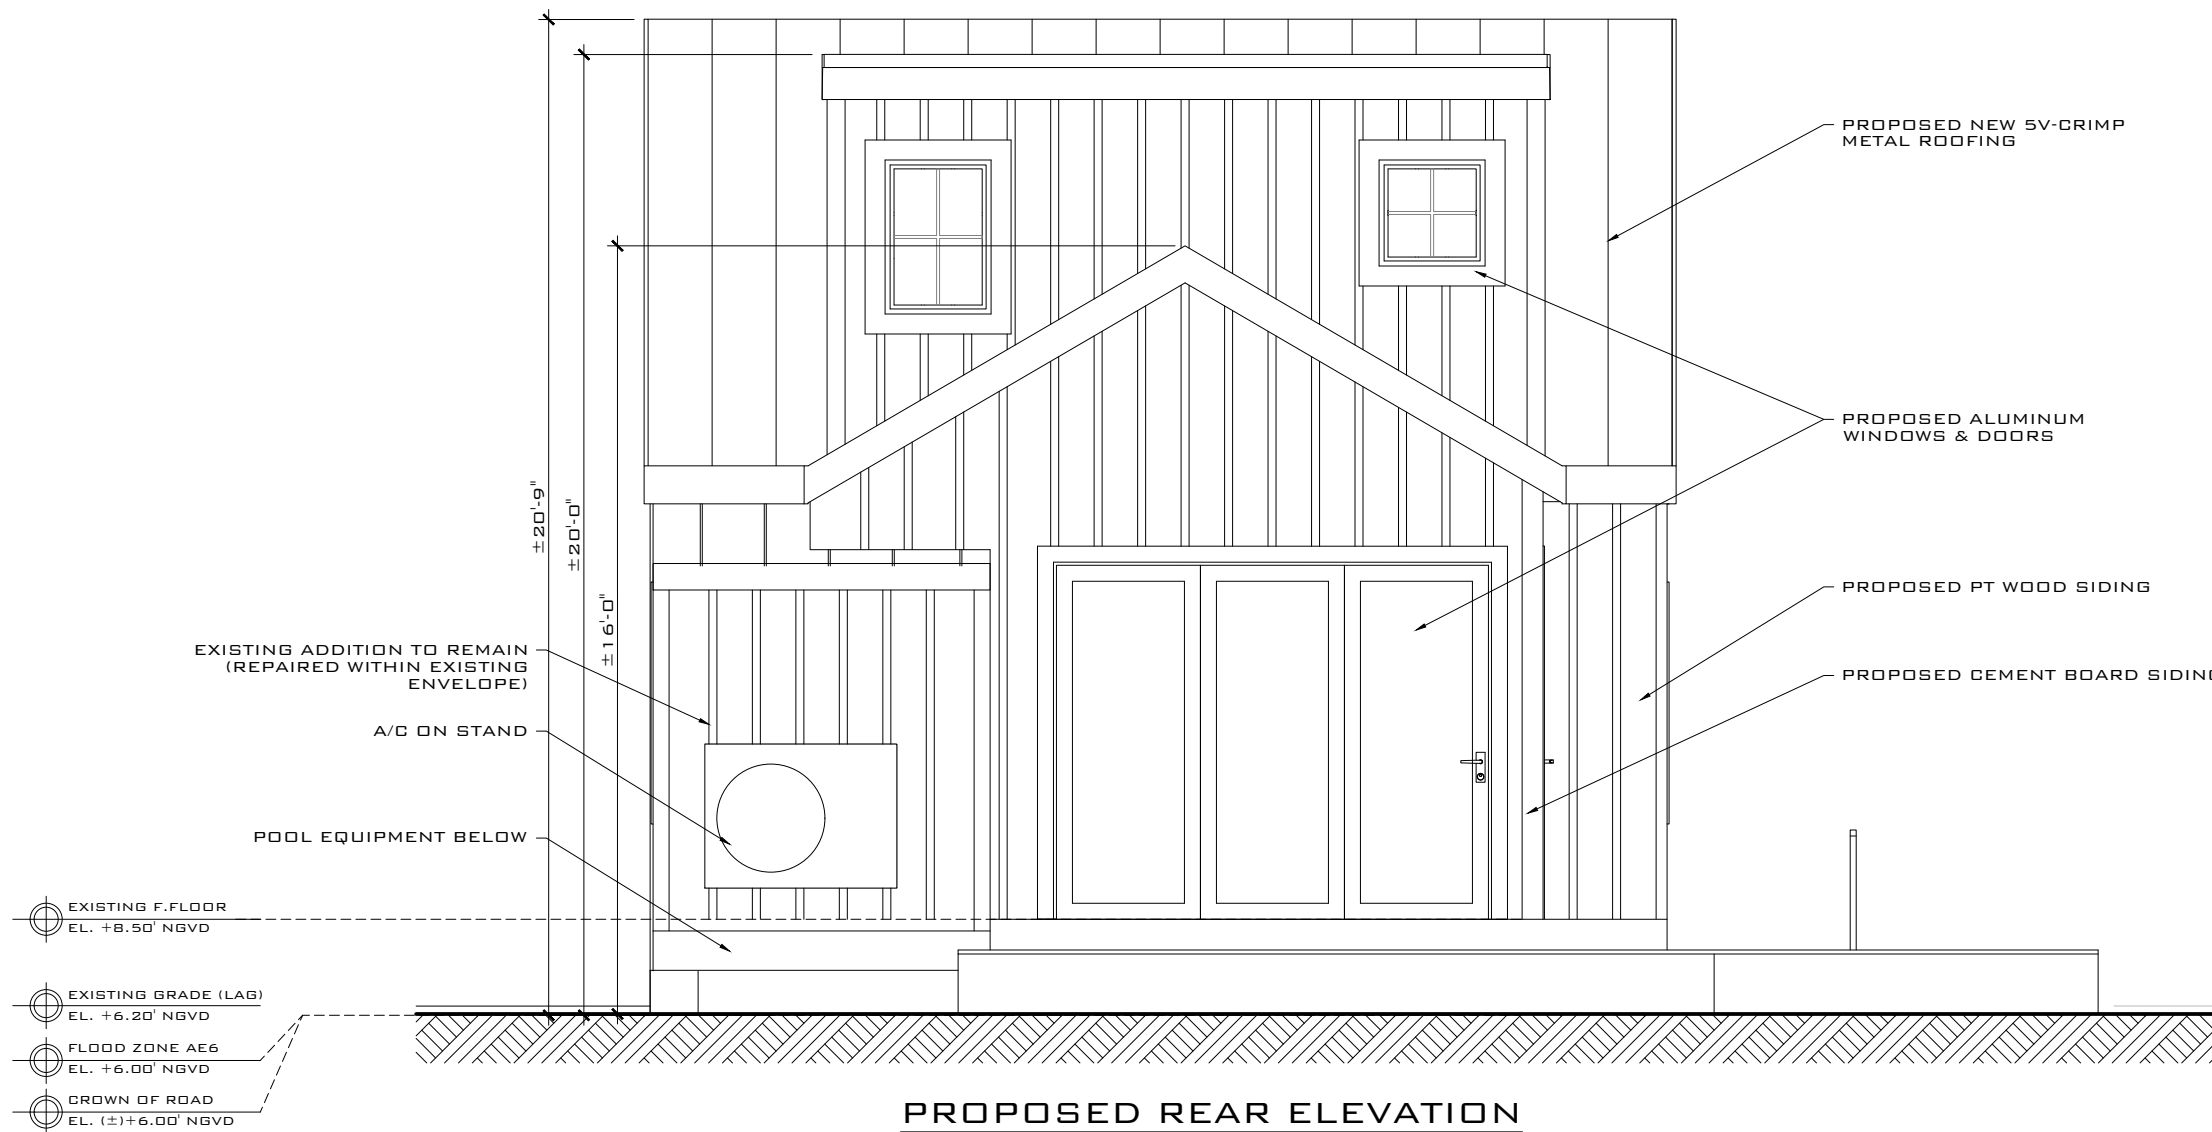 PROPOSED NEW 5V-CRIMP
METAL ROOFING
PROPOSED ALUMINUM
WINDOWS & DOORS
±20'-9"
±20'-0"
±16'-0"
PROPOSED PT WOOD SIDING
EXISTING ADDITION TO REMAIN
(REPAIRED WITHIN EXISTING
ENVELOPE)
PROPOSED CEMENT BOARD SIDING
A/C ON STAND
POOL EQUIPMENT BELOW
EXISTING F.FLOOR
EL. +8.50' NGVD
EXISTING GRADE (LAG)
EL. +6.20' NGVD
FLOOD ZONE AE6
EL. +6.00' NGVD
CROWN OF ROAD
EL. (±)+6.00' NGVD
PROPOSED REAR ELEVATION